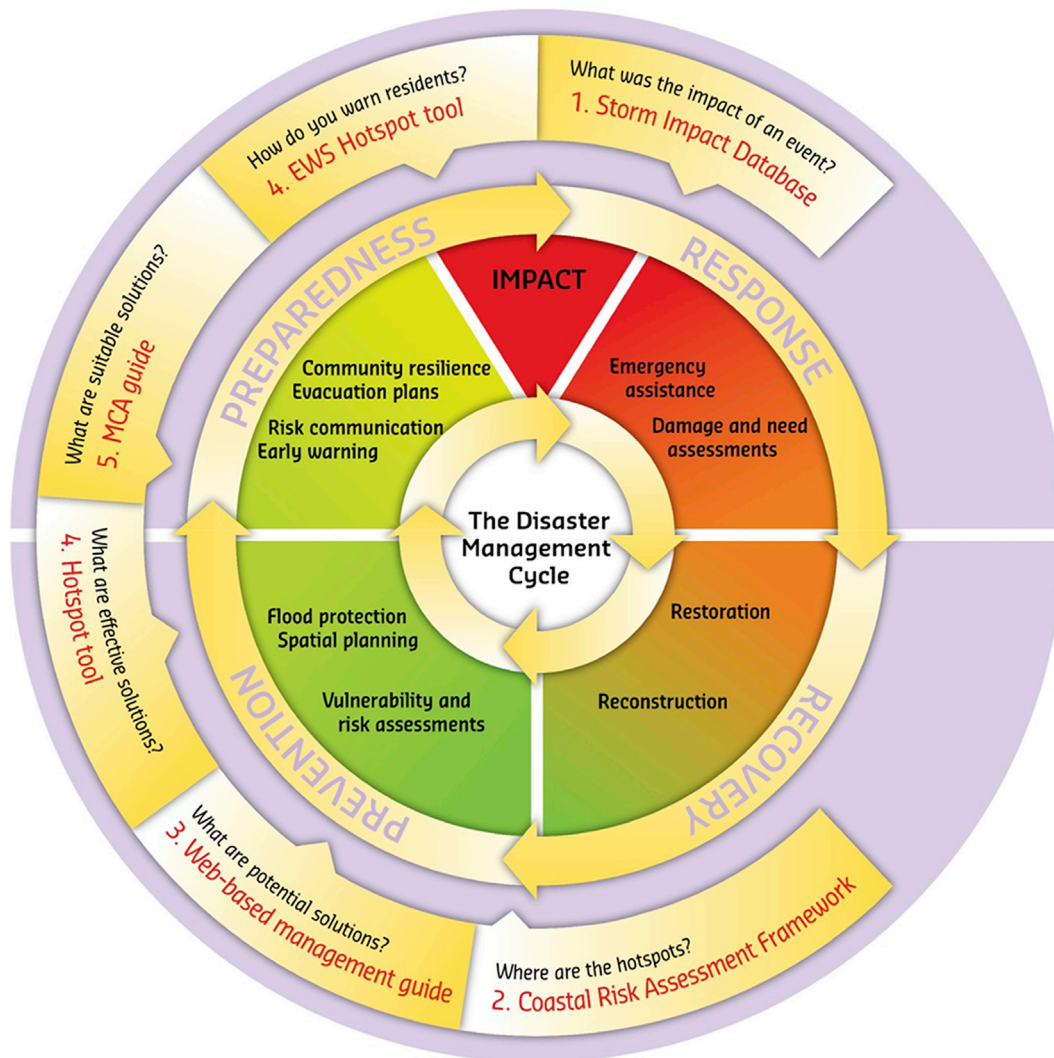 How do you warn residents?
4. EWS Hotspot tool
What was the impact of an event?
1. Storm Impact Database
What are suitable solutions?
5. MCA guide
What are effective solutions?
4. Hotspot tool
What are potential solutions?
3. Web-based management guide
Where are the hotspots?
2. Coastal Risk Assessment Framework
PREPAREDNESS
RESPONSE
RECOVERY
PREVENTION
IMPACT
Community resilience
Evacuation plans
Risk communication
Early warning
Emergency
assistance
Damage and need
assessments
The Disaster
Management
Cycle
Flood protection
Spatial planning
Vulnerability and
risk assessments
Restoration
Reconstruction